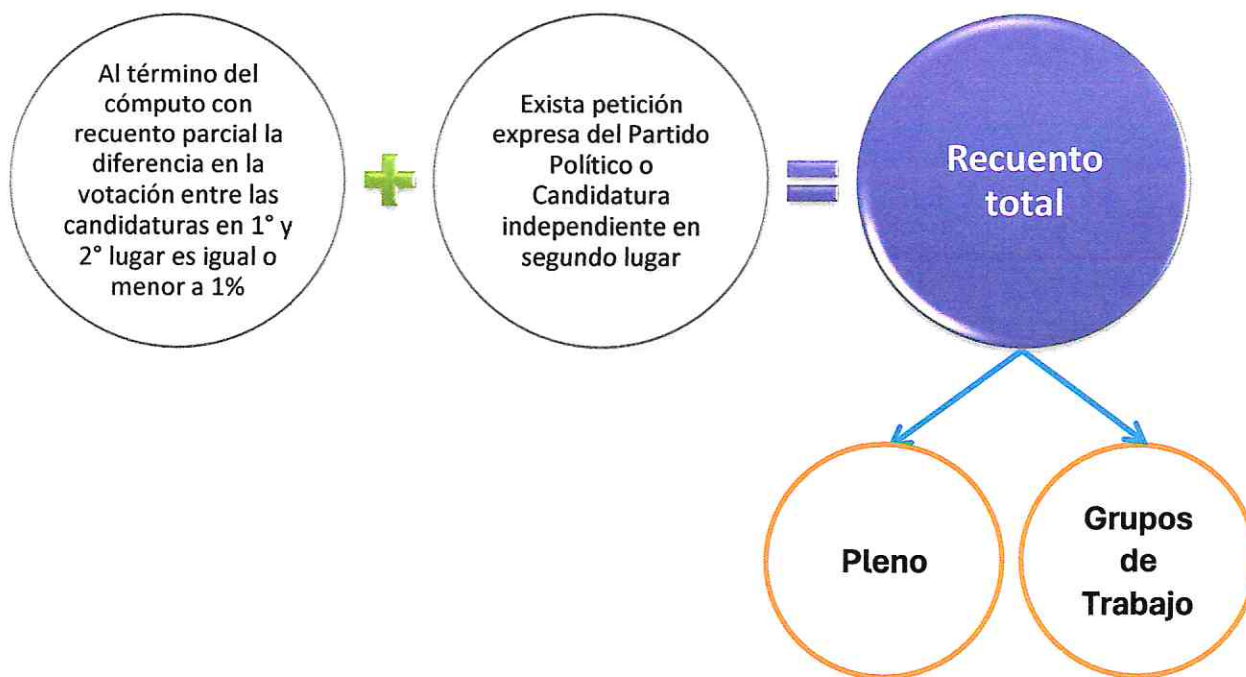 Al término del
cómputo con
recuento parcial la
diferencia en la
votación entre las
candidaturas en 1° y
2° lugar es igual o
menor a 1%
Exista petición
expresa del Partido
Político o
Candidatura
independiente en
segundo lugar
Recuento
total
Pleno
Grupos
de
Trabajo